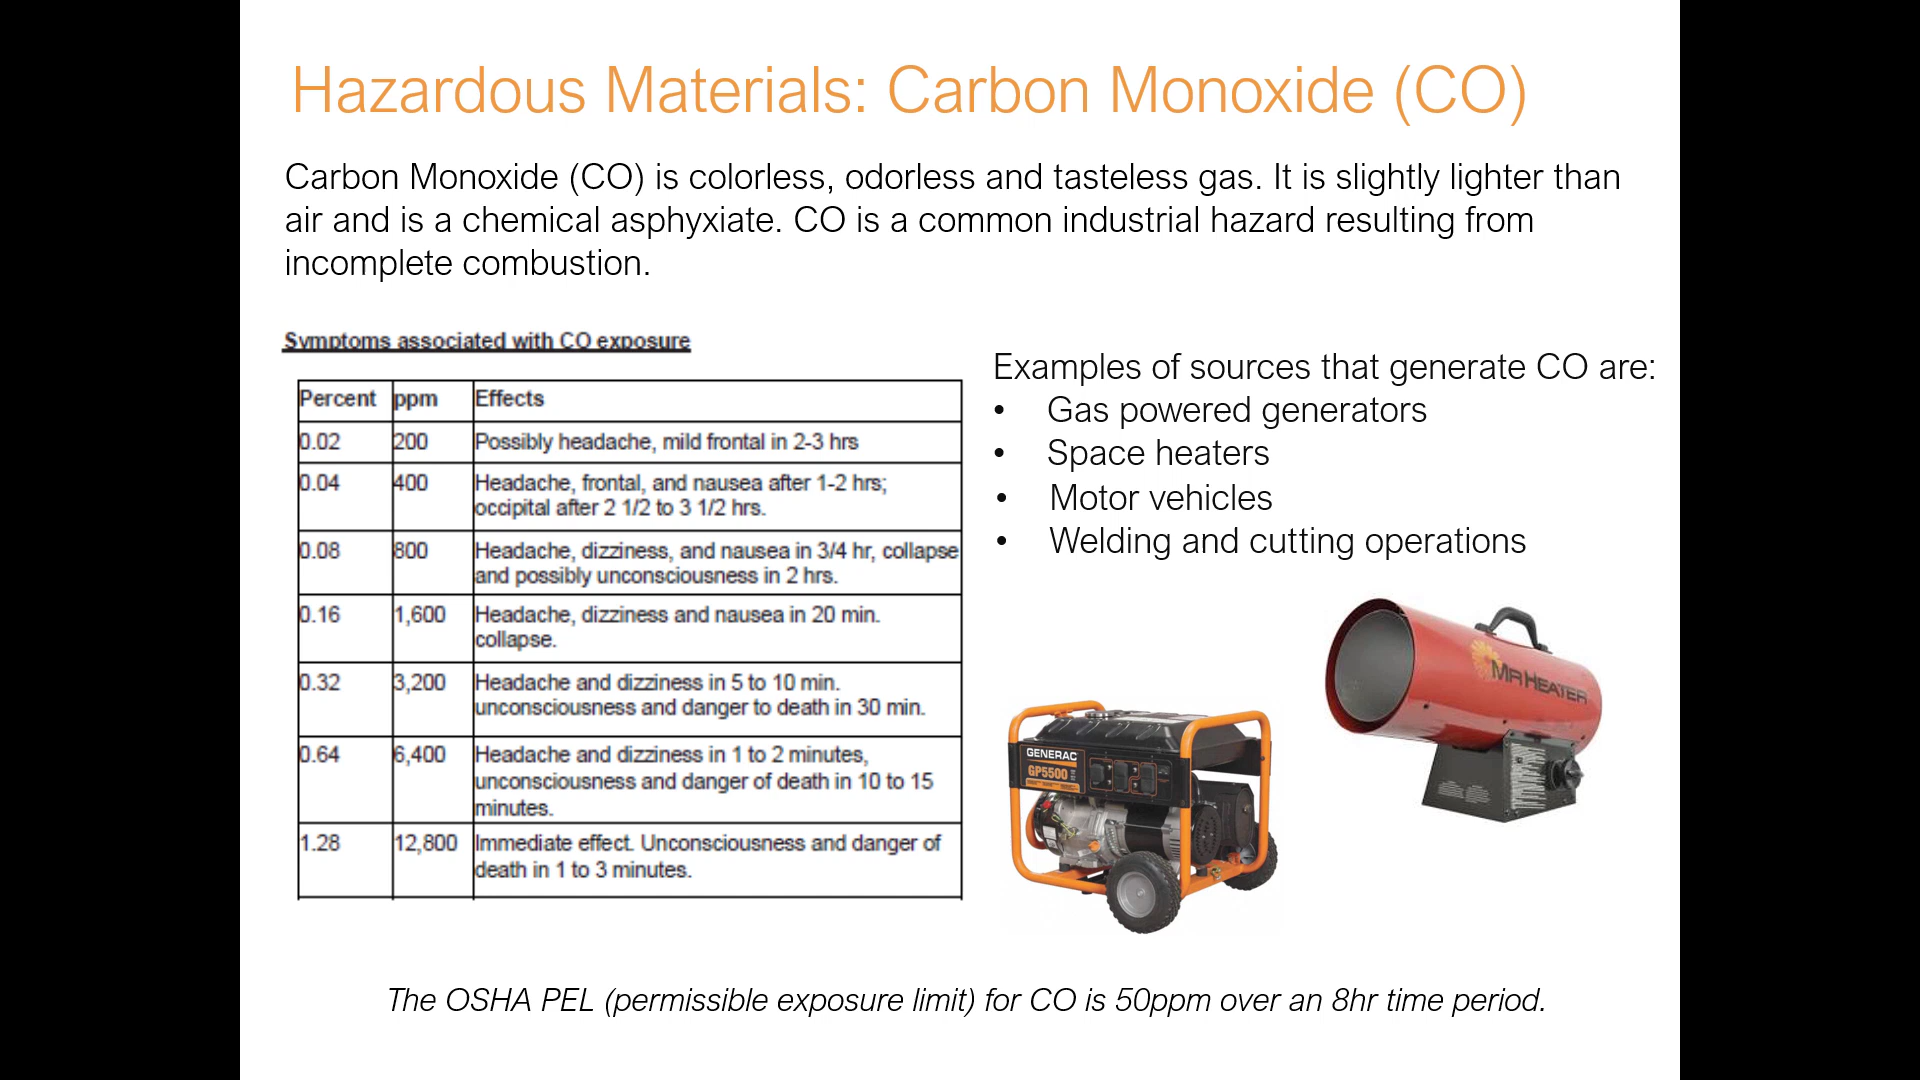 Hazardous Materials: Carbon Monoxide (CO)
Carbon Monoxide (CO) is colorless, odorless and tasteless gas. It is slightly lighter than
air and is a chemical asphyxiate. CO is a common industrial hazard resulting from
incomplete combustion.
Symptoms associated with CO exposure
Percent ppm Effects
0.02 200 Possibly headache, mild frontal in 2-3 hrs
0.04 400 Headache, frontal, and nausea after 1-2 hrs;
occipital after 2 1/2 to 3 1/2 hrs.
0.08 800 Headache, dizziness, and nausea in 3/4 hr, collapse
and possibly unconsciousness in 2 hrs.
0.16 1,600 Headache, dizziness and nausea in 20 min.
collapse.
0.32 3,200 Headache and dizziness in 5 to 10 min.
unconsciousness and danger to death in 30 min.
0.64 6,400 Headache and dizziness in 1 to 2 minutes,
unconsciousness and danger of death in 10 to 15
minutes.
1.28 12,800 Immediate effect. Unconsciousness and danger of
death in 1 to 3 minutes.
Examples of sources that generate CO are:
• Gas powered generators
• Space heaters
• Motor vehicles
• Welding and cutting operations
MR HEATER
GENERAC
GP5500
The OSHA PEL (permissible exposure limit) for CO is 50ppm over an 8hr time period.